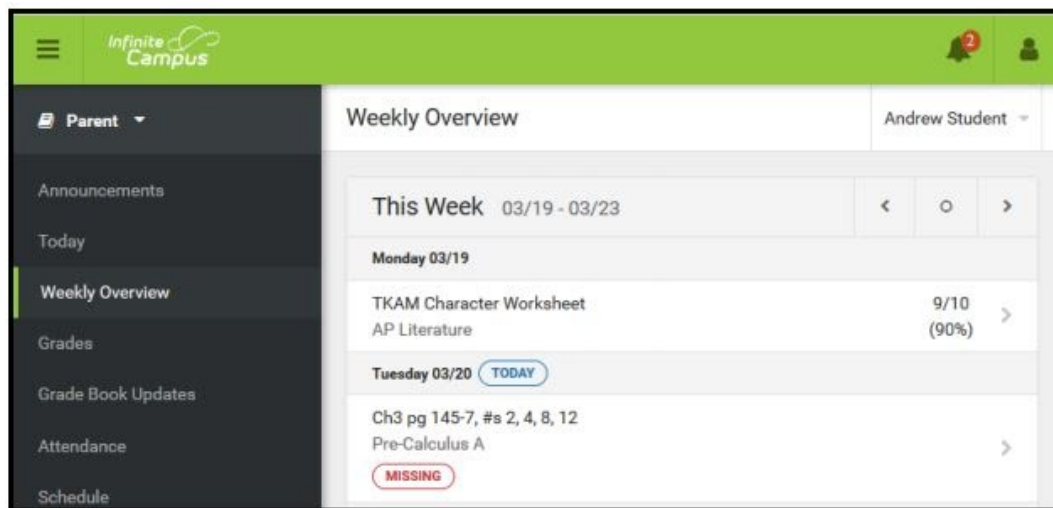 Infinite
Campus
2
Parent
Weekly Overview
Andrew Student
Announcements
Today
Weekly Overview
Grades
Grade Book Updates
Attendance
Schedule
This Week 03/19 - 03/23
Monday 03/19
TKAM Character Worksheet
9/10
AP Literature
(90%)
Tuesday 03/20 TODAY
Ch3 pg 145-7, #s 2, 4, 8, 12
Pre-Calculus A
MISSING